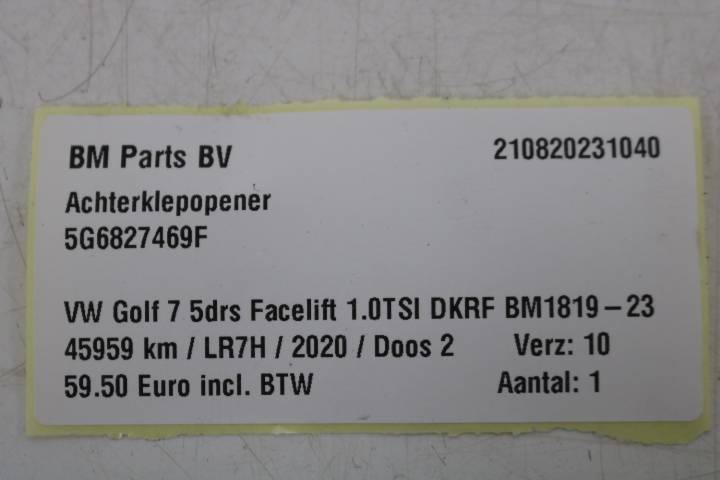 BM Parts BV 210820231040
Achterklepopener
5G6827469F
VW Golf 7 5drs Facelift 1.0TSI DKRF BM1819-23
45959 km / LR7H / 2020 / Doos 2 Verz: 10
59.50 Euro incl. BTW Aantal: 1